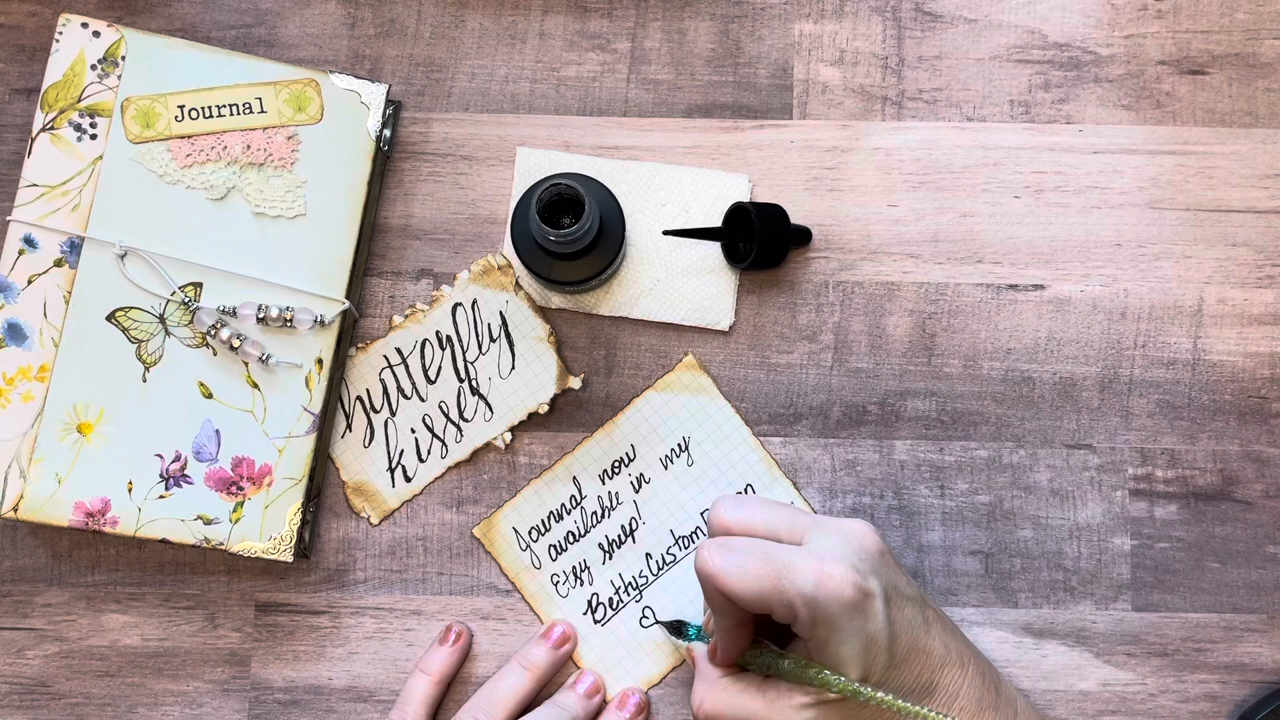 Journal
butterfly
kisses
Journal now
available in my
Etsy shop!
BettysCustom